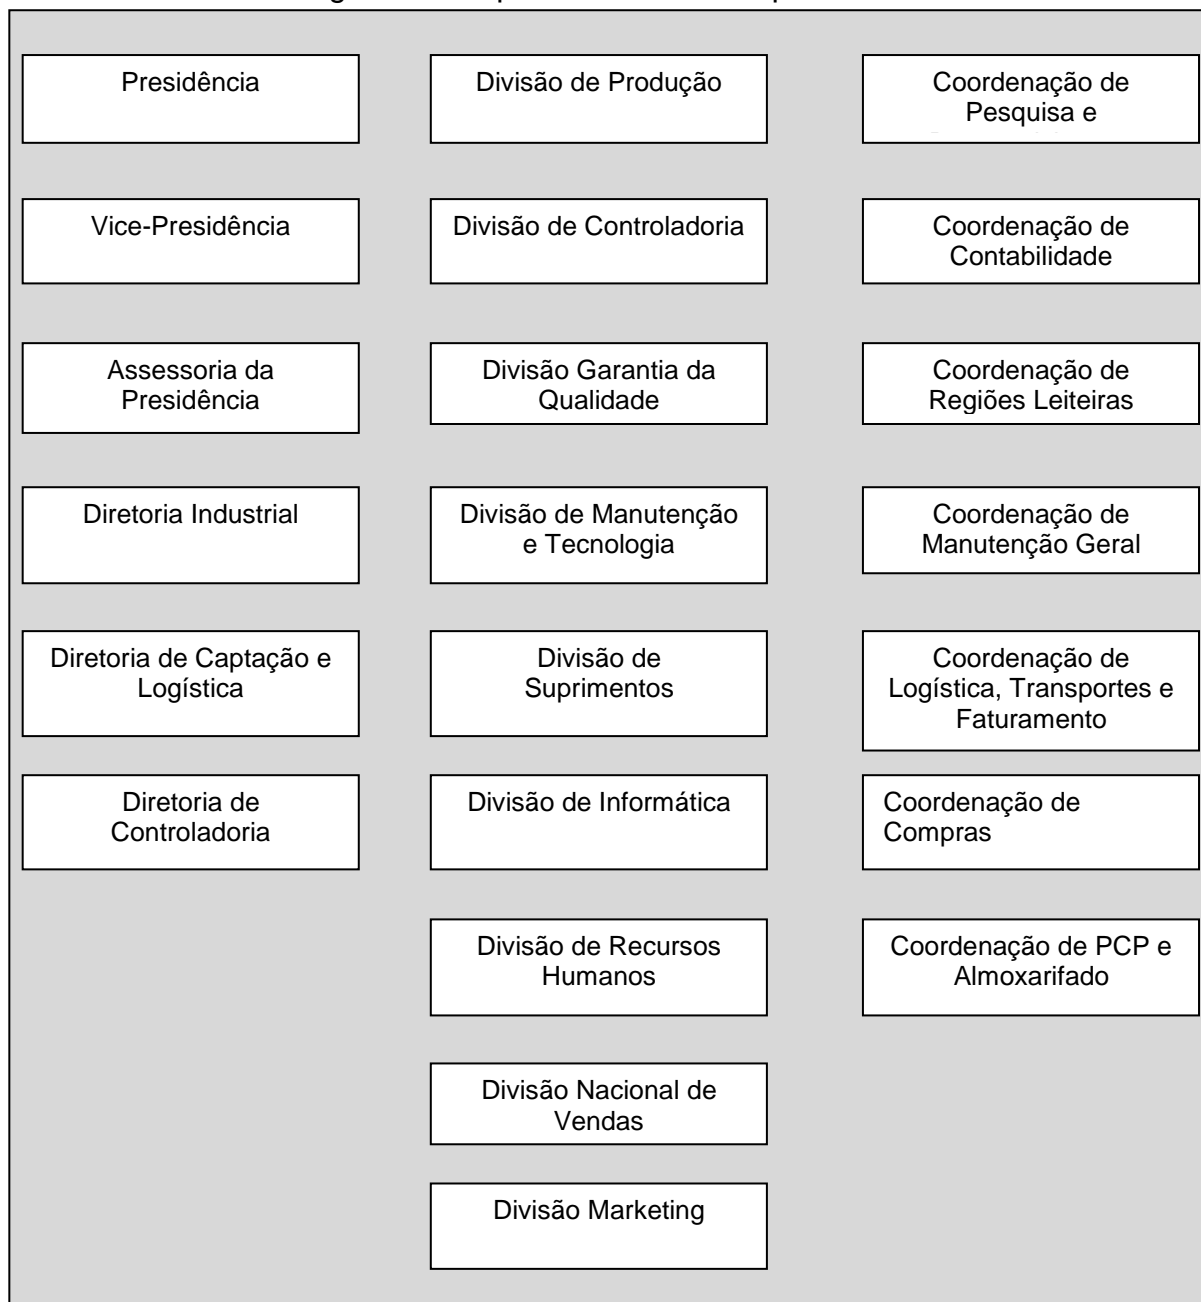 Presidência
Divisão de Produção
Coordenação de
Pesquisa e
Vice-Presidência
Divisão de Controladoria
Coordenação de
Contabilidade
Assessoria da
Presidência
Divisão Garantia da
Qualidade
Coordenação de
Regiões Leiteiras
Diretoria Industrial
Divisão de Manutenção
e Tecnologia
Coordenação de
Manutenção Geral
Diretoria de Captação e
Logística
Divisão de
Suprimentos
Coordenação de
Logística, Transportes e
Faturamento
Diretoria de
Controladoria
Divisão de Informática
Coordenação de
Compras
Divisão de Recursos
Humanos
Coordenação de PCP e
Almoxarifado
Divisão Nacional de
Vendas
Divisão Marketing